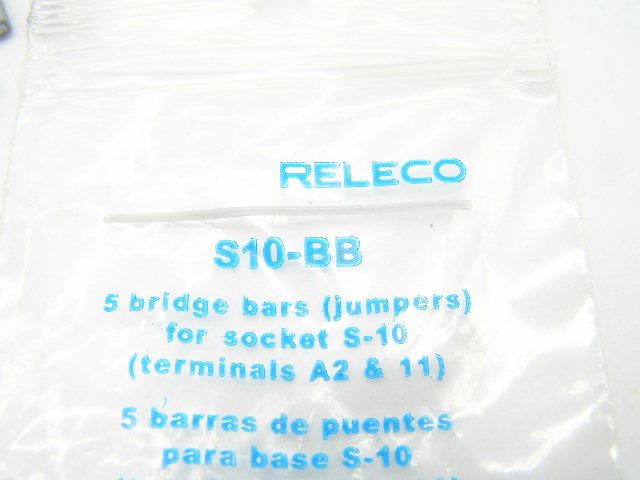 RELECO
S10-BB
5 bridge bars (jumpers)
for socket S-10
(terminals A2 & 11)
5 barras de puentes
para base S-10